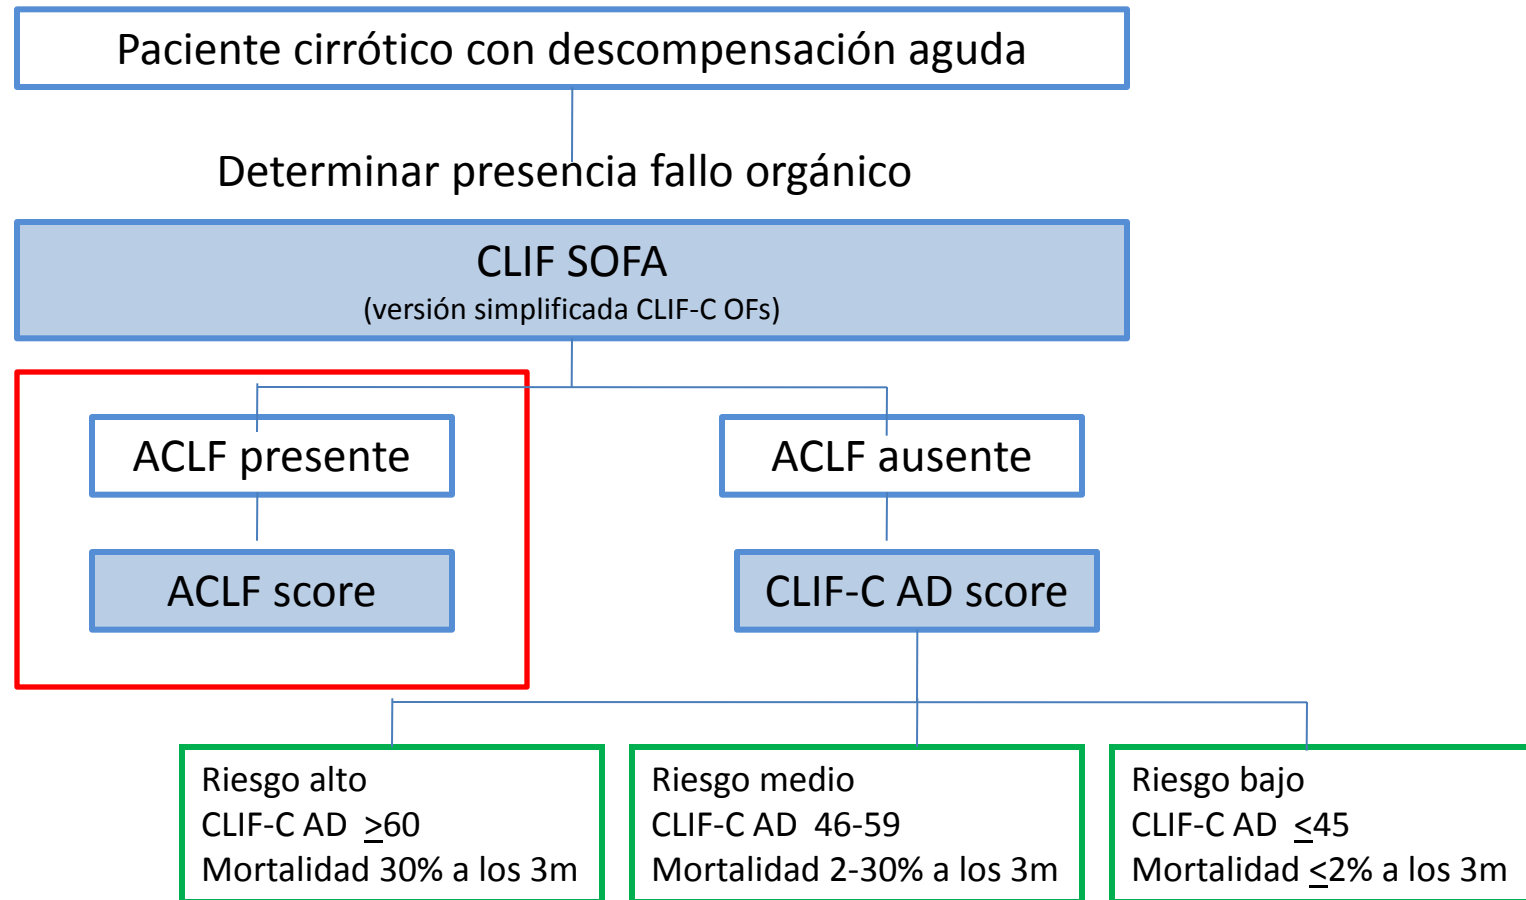 Paciente cirrótico con descompensación aguda
Determinar presencia fallo orgánico
CLIF SOFA
(versión simplificada CLIF-C OFs)
ACLF presente
ACLF ausente
ACLF score
CLIF-C AD score
Riesgo alto
CLIF-C AD ≥60
Mortalidad 30% a los 3m
Riesgo medio
CLIF-C AD 46-59
Mortalidad 2-30% a los 3m
Riesgo bajo
CLIF-C AD ≤45
Mortalidad ≤2% a los 3m